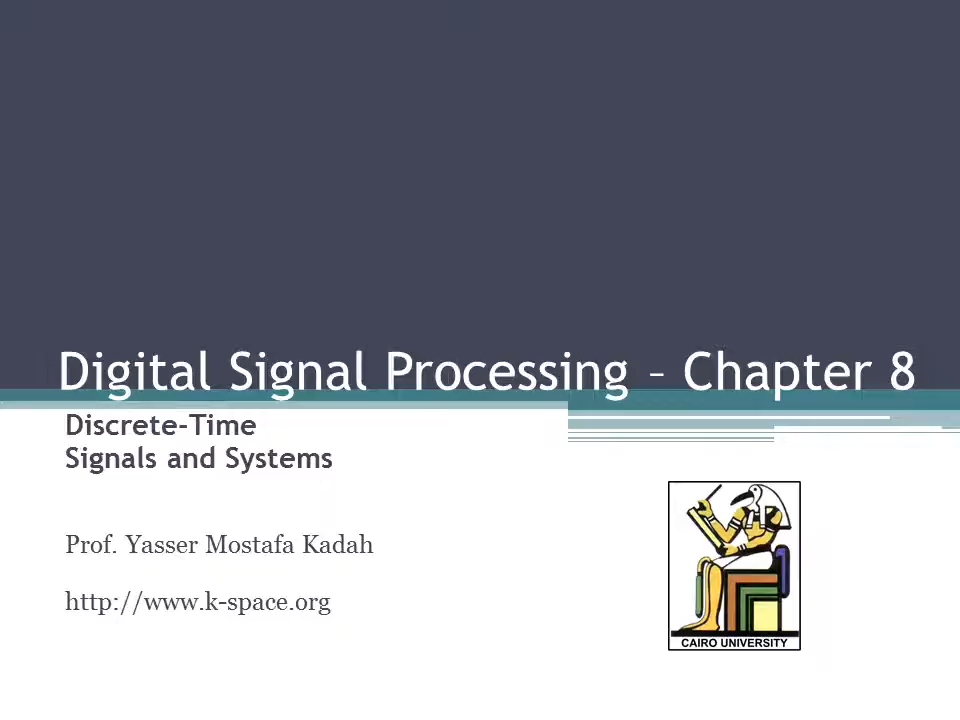 Digital Signal Processing – Chapter 8
Discrete-Time
Signals and Systems
Prof. Yasser Mostafa Kadah
http://www.k-space.org
CAIRO UNIVERSITY